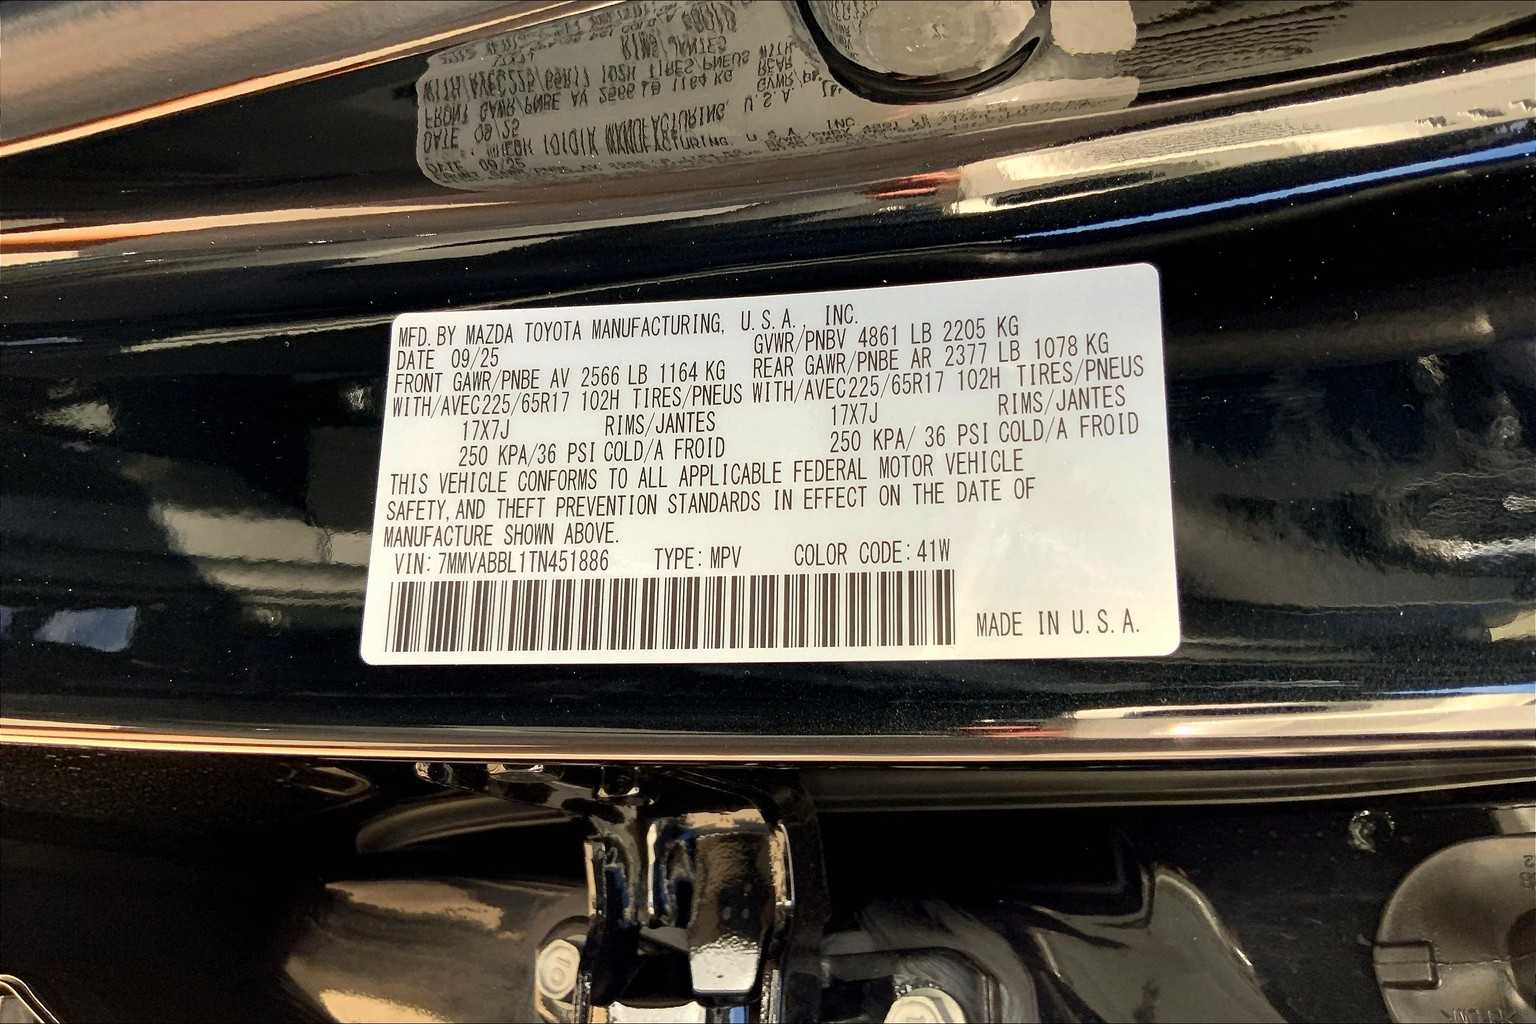 MFD. BY MAZDA TOYOTA MANUFACTURING, U.S.A., INC.
DATE 09/25 GVWR/PNBV 4861 LB 2205 KG
FRONT GAWR/PNBE AV 2566 LB 1164 KG REAR GAWR/PNBE AR 2377 LB 1078 KG
WITH/AVEC225/65R17 102H TIRES/PNEUS WITH/AVEC225/65R17 102H TIRES/PNEUS
17X7J RIMS/JANTES 17X7J RIMS/JANTES
250 KPA/36 PSI COLD/A FROID 250 KPA/ 36 PSI COLD/A FROID
THIS VEHICLE CONFORMS TO ALL APPLICABLE FEDERAL MOTOR VEHICLE
SAFETY, AND THEFT PREVENTION STANDARDS IN EFFECT ON THE DATE OF
MANUFACTURE SHOWN ABOVE.
VIN: 7MMVABBL1TN451886 TYPE: MPV COLOR CODE: 41W
MADE IN U.S.A.